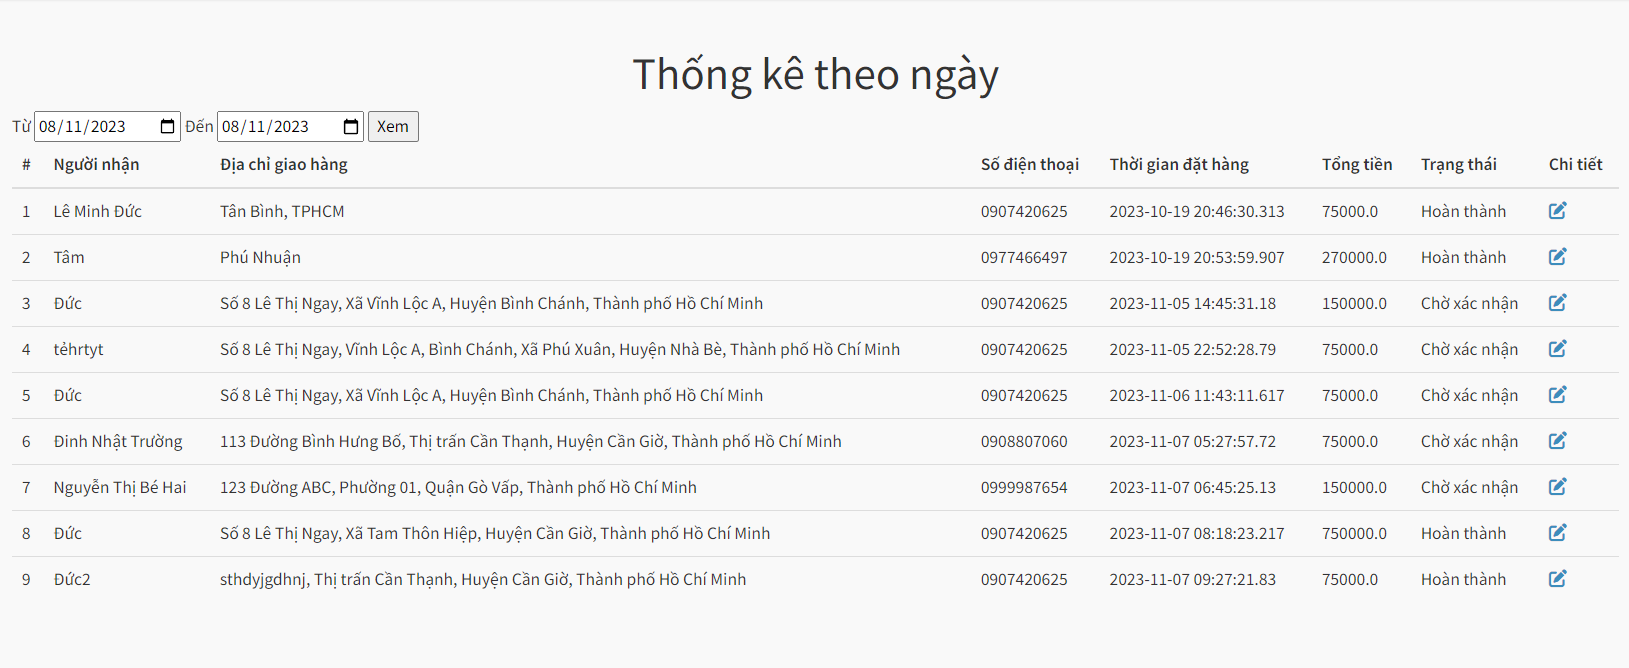 Thống kê theo ngày
Từ 08/11/2023 Đến 08/11/2023 Xem
# Người nhận Địa chỉ giao hàng Số điện thoại Thời gian đặt hàng Tổng tiền Trạng thái Chi tiết
1 Lê Minh Đức Tân Bình, TPHCM 0907420625 2023-10-19 20:46:30.313 75000.0 Hoàn thành
2 Tâm Phú Nhuận 0977466497 2023-10-19 20:53:59.907 270000.0 Hoàn thành
3 Đức Số 8 Lê Thị Ngay, Xã Vĩnh Lộc A, Huyện Bình Chánh, Thành phố Hồ Chí Minh 0907420625 2023-11-05 14:45:31.18 150000.0 Chờ xác nhận
4 tẻhrtyt Số 8 Lê Thị Ngay, Vĩnh Lộc A, Bình Chánh, Xã Phú Xuân, Huyện Nhà Bè, Thành phố Hồ Chí Minh 0907420625 2023-11-05 22:52:28.79 75000.0 Chờ xác nhận
5 Đức Số 8 Lê Thị Ngay, Xã Vĩnh Lộc A, Huyện Bình Chánh, Thành phố Hồ Chí Minh 0907420625 2023-11-06 11:43:11.617 75000.0 Chờ xác nhận
6 Đinh Nhật Trường 113 Đường Bình Hưng Bố, Thị trấn Cần Thạnh, Huyện Cần Giờ, Thành phố Hồ Chí Minh 0908807060 2023-11-07 05:27:57.72 75000.0 Chờ xác nhận
7 Nguyễn Thị Bé Hai 123 Đường ABC, Phường 01, Quận Gò Vấp, Thành phố Hồ Chí Minh 0999987654 2023-11-07 06:45:25.13 150000.0 Chờ xác nhận
8 Đức Số 8 Lê Thị Ngay, Xã Tam Thôn Hiệp, Huyện Cần Giờ, Thành phố Hồ Chí Minh 0907420625 2023-11-07 08:18:23.217 750000.0 Hoàn thành
9 Đức2 sthdyjgdhnj, Thị trấn Cần Thạnh, Huyện Cần Giờ, Thành phố Hồ Chí Minh 0907420625 2023-11-07 09:27:21.83 75000.0 Hoàn thành